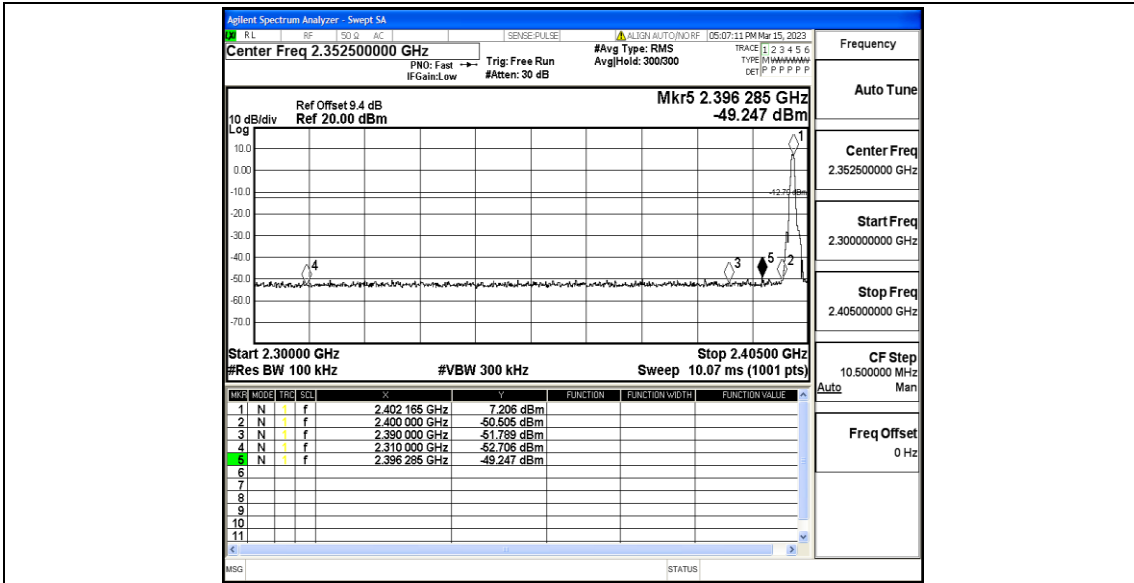 Agilent Spectrum Analyzer - Swept SA
RL RF 50 Ω AC SENSE:PULSE ALIGN AUTO/NO RF 05:07:11 PM Mar 15, 2023
Center Freq 2.352500000 GHz
PNO: Fast
IFGain:Low
Trig: Free Run
#Atten: 30 dB
#Avg Type: RMS
Avg|Hold: 300/300
TRACE 1 2 3 4 5 6
TYPE M WWWWW
DET P P P P P P
Mkr5 2.396 285 GHz
-49.247 dBm
Ref Offset 9.4 dB
10 dB/div Ref 20.00 dBm
Log
10.0
0.00
-10.0
-20.0
-30.0
-40.0
-50.0
-60.0
-70.0
-12.79 dBm
1
4
3
5
2
Start 2.30000 GHz Stop 2.40500 GHz
#Res BW 100 kHz #VBW 300 kHz Sweep 10.07 ms (1001 pts)
MKR MODE TRC SCL X Y FUNCTION FUNCTION WIDTH FUNCTION VALUE
1 N 1 f 2.402 165 GHz 7.206 dBm
2 N 1 f 2.400 000 GHz -50.505 dBm
3 N 1 f 2.390 000 GHz -51.789 dBm
4 N 1 f 2.310 000 GHz -52.706 dBm
5 N 1 f 2.396 285 GHz -49.247 dBm
6
7
8
9
10
11
MSG STATUS
Frequency
Auto Tune
Center Freq
2.352500000 GHz
Start Freq
2.300000000 GHz
Stop Freq
2.405000000 GHz
CF Step
10.500000 MHz
Auto Man
Freq Offset
0 Hz